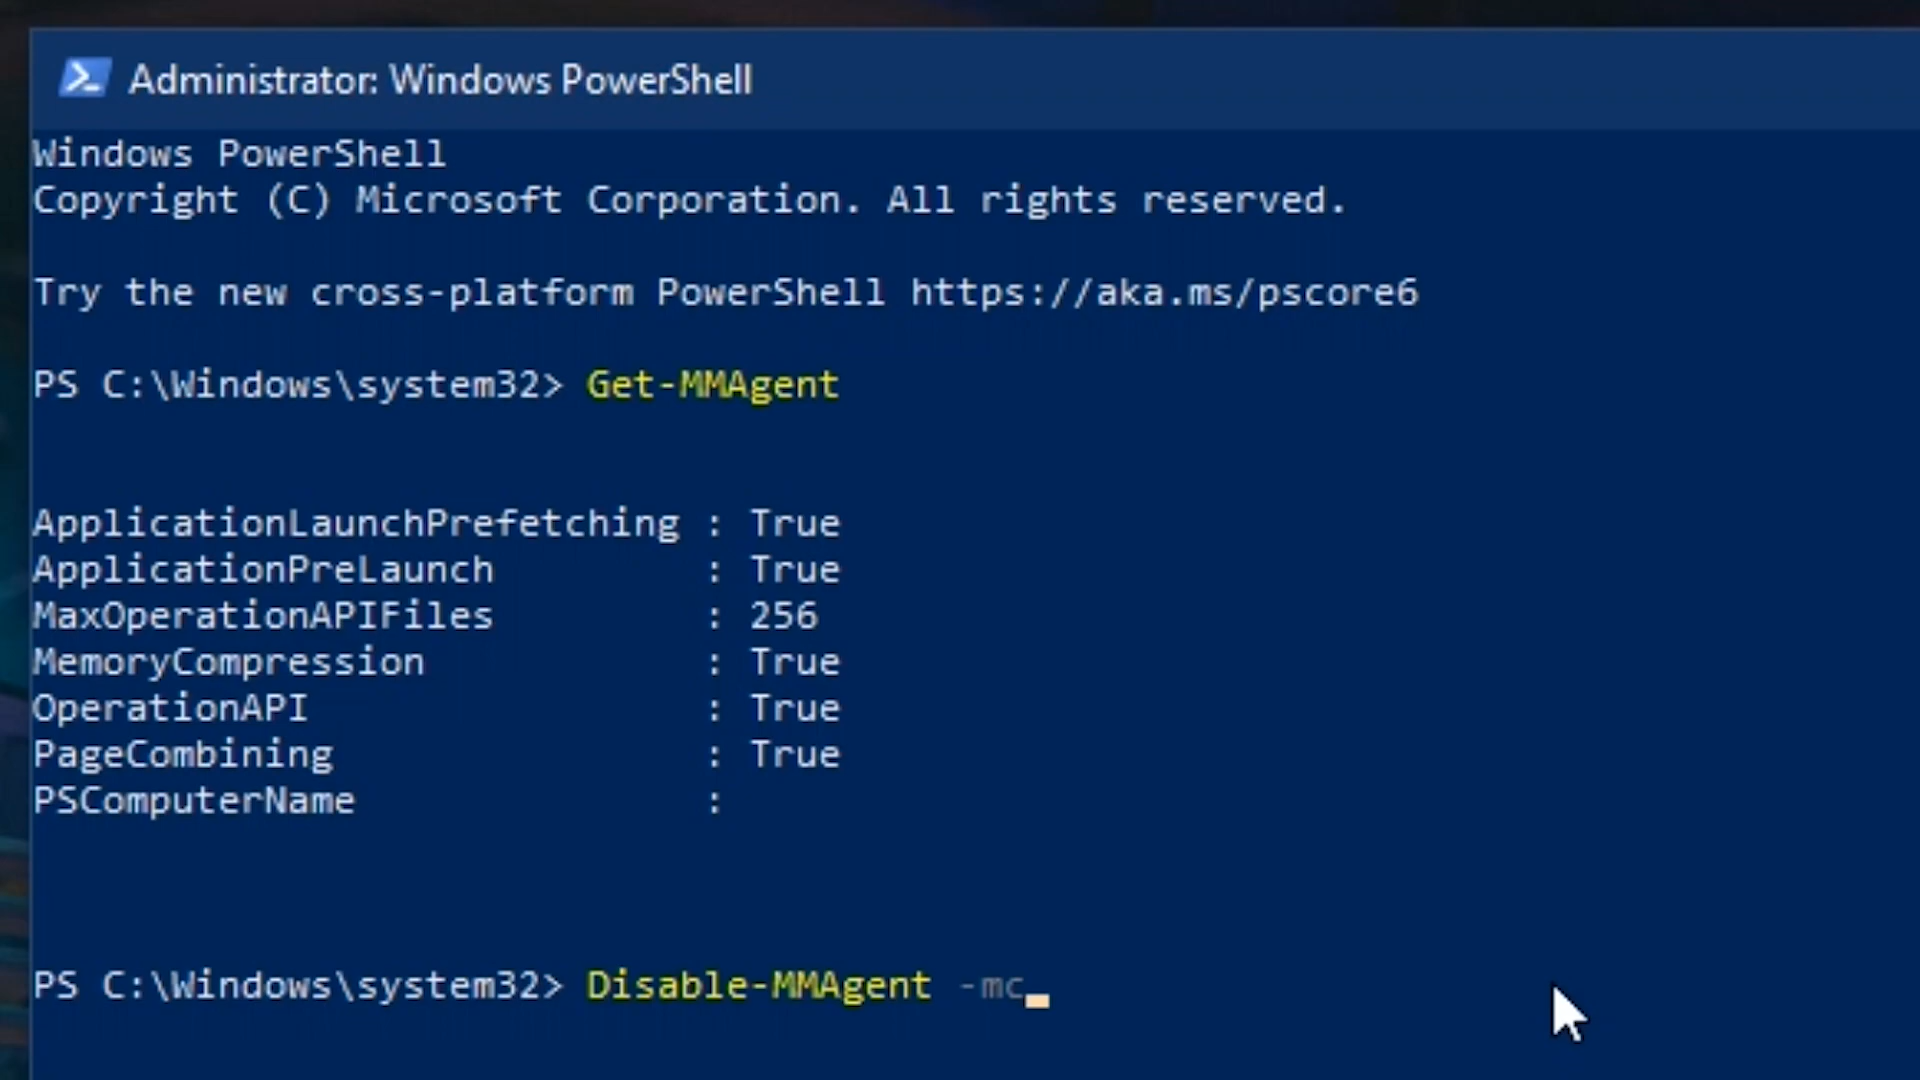 Administrator: Windows PowerShell
Windows PowerShell
Copyright (C) Microsoft Corporation. All rights reserved.
Try the new cross-platform PowerShell https://aka.ms/pscore6
PS C:\Windows\system32> Get-MMAgent
ApplicationLaunchPrefetching : True
ApplicationPreLaunch         : True
MaxOperationAPIFiles         : 256
MemoryCompression            : True
OperationAPI                 : True
PageCombining                : True
PSComputerName               :
PS C:\Windows\system32> Disable-MMAgent -mc